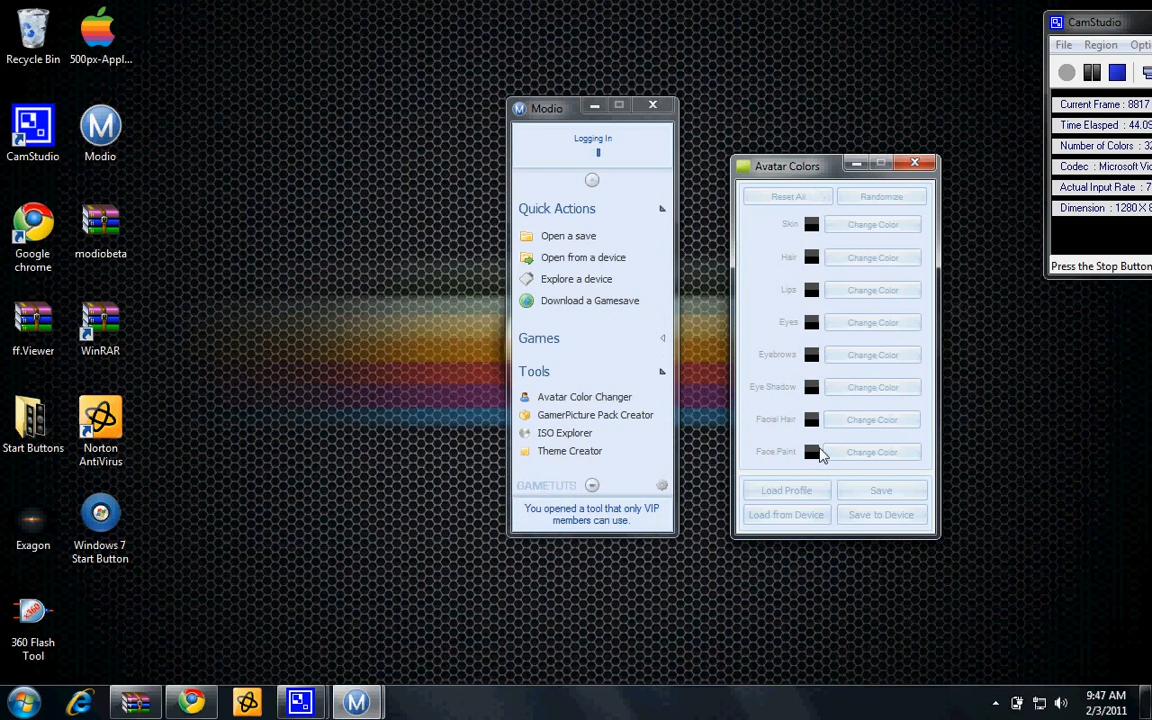 Recycle Bin
500px-Appl...
CamStudio
Modio
Google
chrome
modiobeta
ff.Viewer
WinRAR
Start Buttons
Norton
AntiVirus
Exagon
Windows 7
Start Button
360 Flash
Tool
Modio
Logging In
Quick Actions
Open a save
Open from a device
Explore a device
Download a Gamesave
Games
Tools
Avatar Color Changer
GamerPicture Pack Creator
ISO Explorer
Theme Creator
GAMETUTS
You opened a tool that only VIP
members can use.
Avatar Colors
Reset All Randomize
Skin Change Color
Hair Change Color
Lips Change Color
Eyes Change Color
Eyebrows Change Color
Eye Shadow Change Color
Facial Hair Change Color
Face Paint Change Color
Load Profile Save
Load from Device Save to Device
CamStudio
File Region Opti
Current Frame : 8817
Time Elasped : 44.0
Number of Colors : 32
Codec : Microsoft Vi
Actual Input Rate : 7
Dimension : 1280 X 8
Press the Stop Button
9:47 AM
2/3/2011